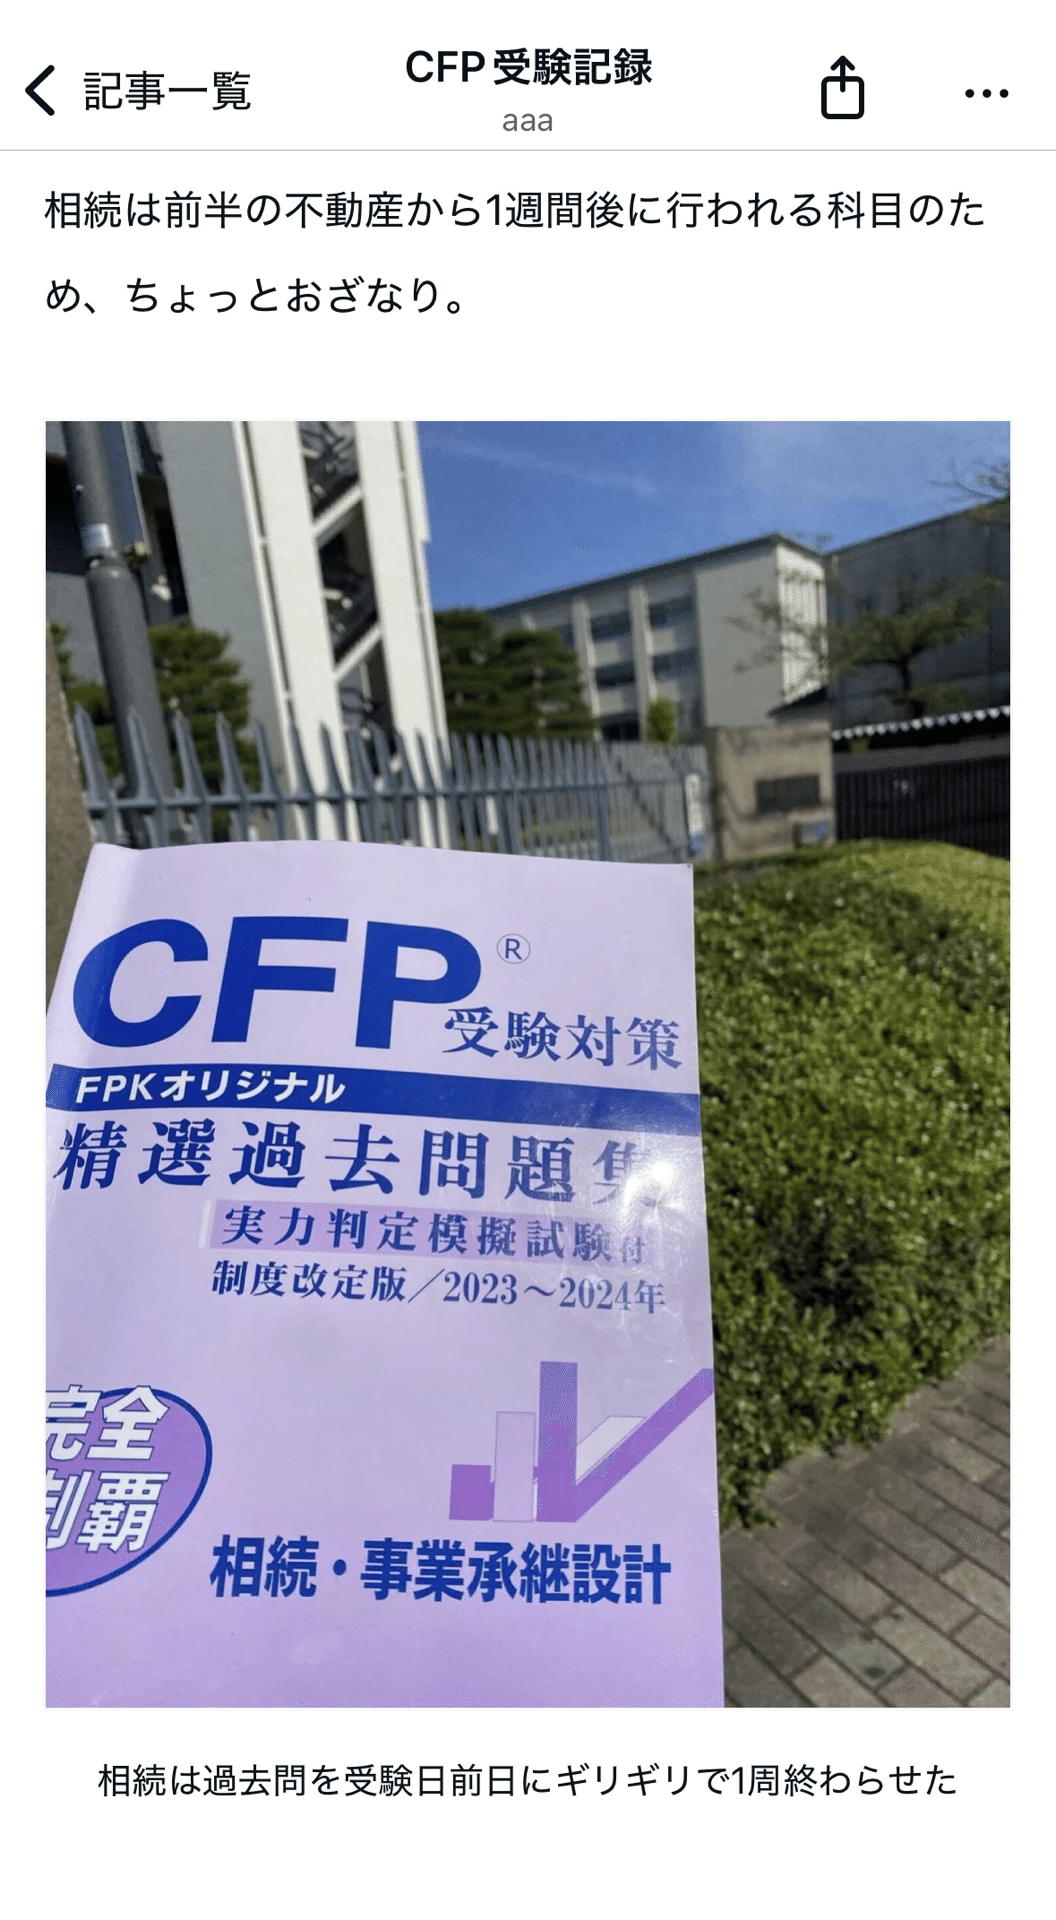 記事一覧
CFP受験記録
aaa
相続は前半の不動産から1週間後に行われる科目のた
め、ちょっとおざなり。
CFP®
受験対策
FPKオリジナル
精選過去問題集
実力判定模擬試験付
制度改定版/2023〜2024年
完全
制覇
相続・事業承継設計
相続は過去問を受験日前日にギリギリで1周終わらせた